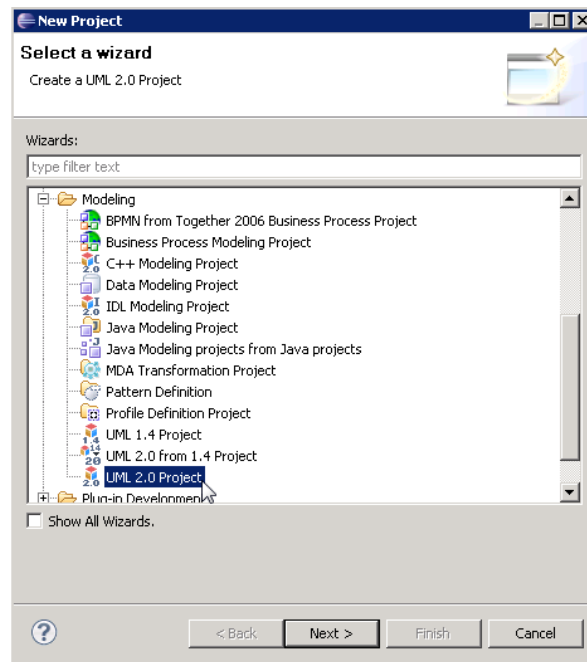 New Project
Select a wizard
Create a UML 2.0 Project
Wizards:
type filter text
Modeling
BPMN from Together 2006 Business Process Project
Business Process Modeling Project
C++ Modeling Project
Data Modeling Project
IDL Modeling Project
Java Modeling Project
Java Modeling projects from Java projects
MDA Transformation Project
Pattern Definition
Profile Definition Project
UML 1.4 Project
UML 2.0 from 1.4 Project
UML 2.0 Project
Plug-in Development
Show All Wizards.
< Back Next > Finish Cancel